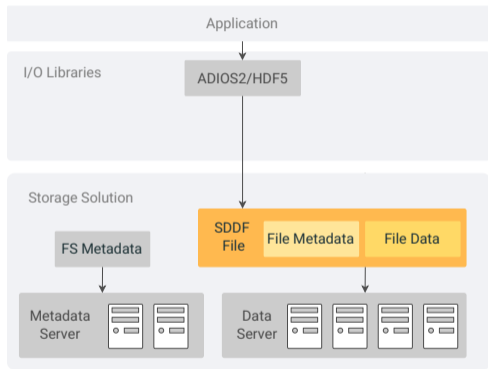 Application
I/O Libraries
ADIOS2/HDF5
Storage Solution
SDDF
File
File Metadata
File Data
FS Metadata
Metadata
Server
Data
Server